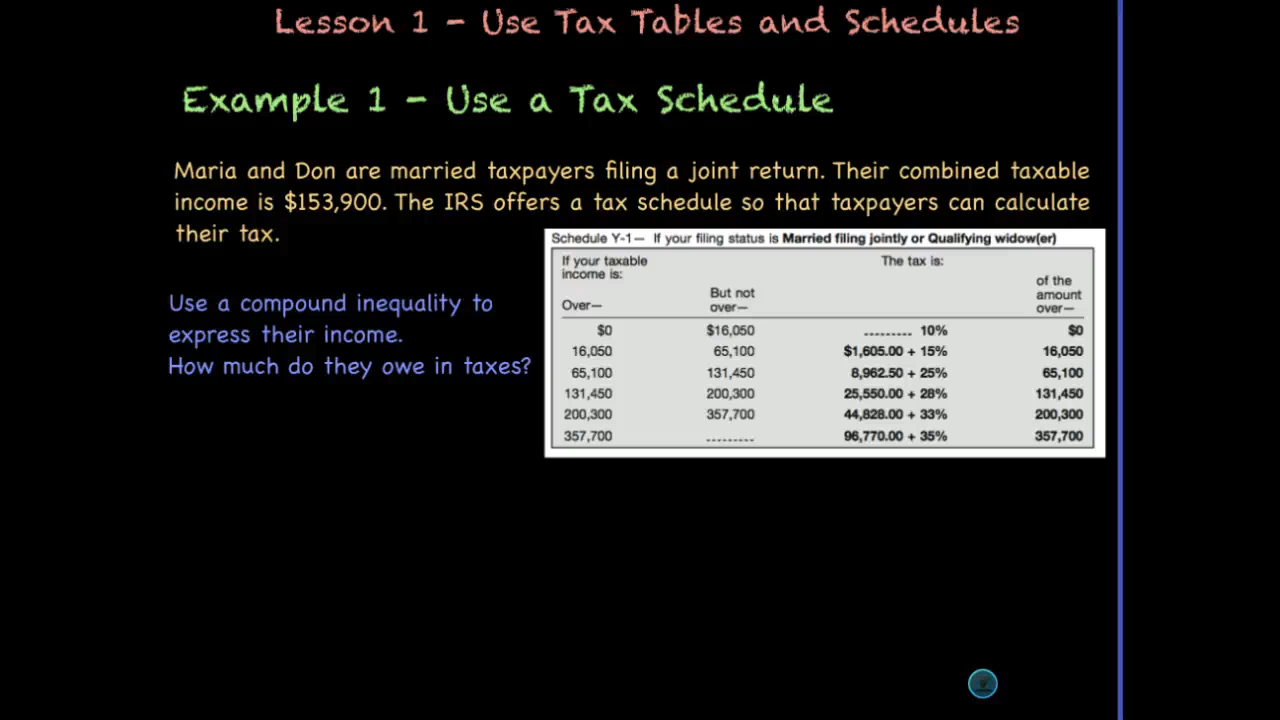 Lesson 1 – Use Tax Tables and Schedules
Example 1 – Use a Tax Schedule
Maria and Don are married taxpayers filing a joint return. Their combined taxable
income is $153,900. The IRS offers a tax schedule so that taxpayers can calculate
their tax.
Use a compound inequality to
express their income.
How much do they owe in taxes?
Schedule Y-1— If your filing status is Married filing jointly or Qualifying widow(er)
If your taxable The tax is:
income is:
of the
But not amount
Over— over— over—
$0 $16,050 ......... 10% $0
16,050 65,100 $1,605.00 + 15% 16,050
65,100 131,450 8,962.50 + 25% 65,100
131,450 200,300 25,550.00 + 28% 131,450
200,300 357,700 44,828.00 + 33% 200,300
357,700 ......... 96,770.00 + 35% 357,700